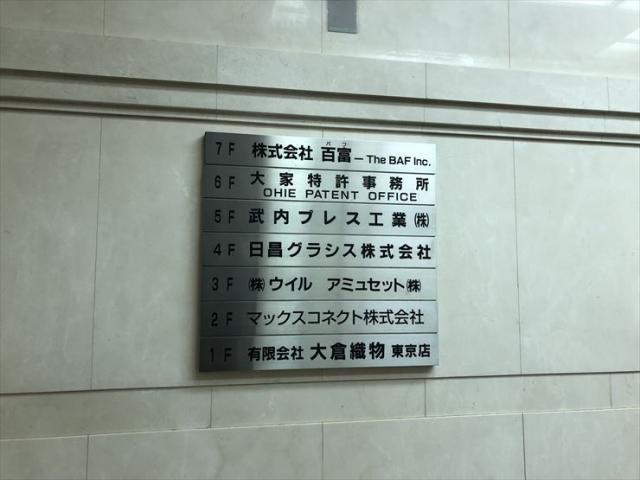 7F 株式会社 百富 – The BAF Inc.
バフ
6F 大家特許事務所
OHIE PATENT OFFICE
5F 武内プレス工業㈱
4F 日昌グラシス株式会社
3F ㈱ウイル アミュセット㈱
2F マックスコネクト株式会社
1F 有限会社 大倉織物 東京店